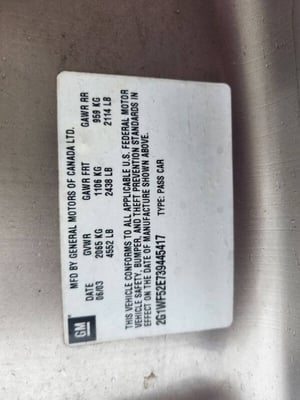 GM
MFD BY GENERAL MOTORS OF CANADA LTD.
DATE GVWR GAWR FRT GAWR RR
06/03 2065 KG 1106 KG 959 KG
4552 LB 2438 LB 2114 LB
THIS VEHICLE CONFORMS TO ALL APPLICABLE U.S. FEDERAL MOTOR
VEHICLE SAFETY, BUMPER, AND THEFT PREVENTION STANDARDS IN
EFFECT ON THE DATE OF MANUFACTURE SHOWN ABOVE.
2G1WF52E739445417 TYPE: PASS CAR